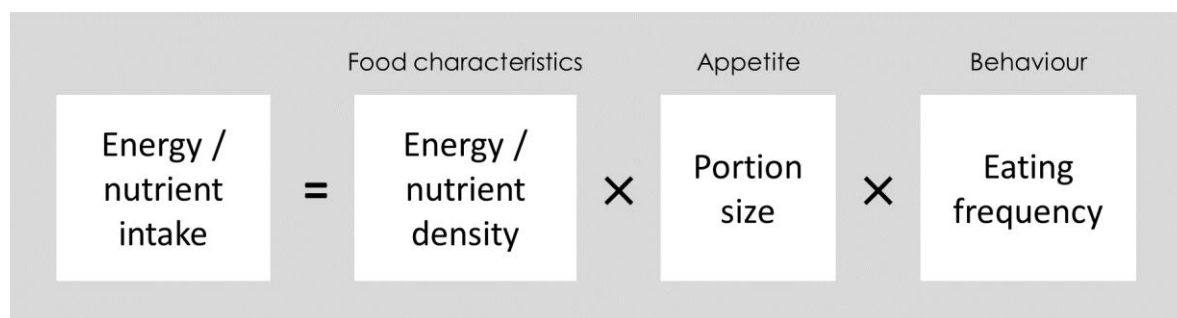 Food characteristics
Appetite
Behaviour
Energy /
nutrient
intake
=
Energy /
nutrient
density
×
Portion
size
×
Eating
frequency